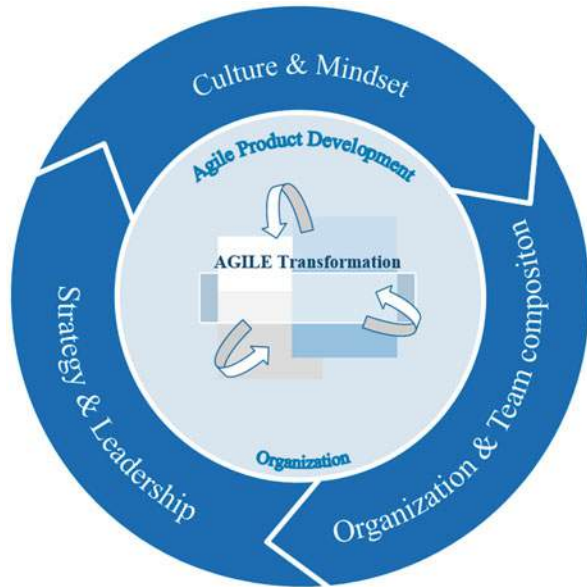 Culture & Mindset
Agile Product Development
AGILE Transformation
Organization
Organization & Team compositon
Strategy & Leadership